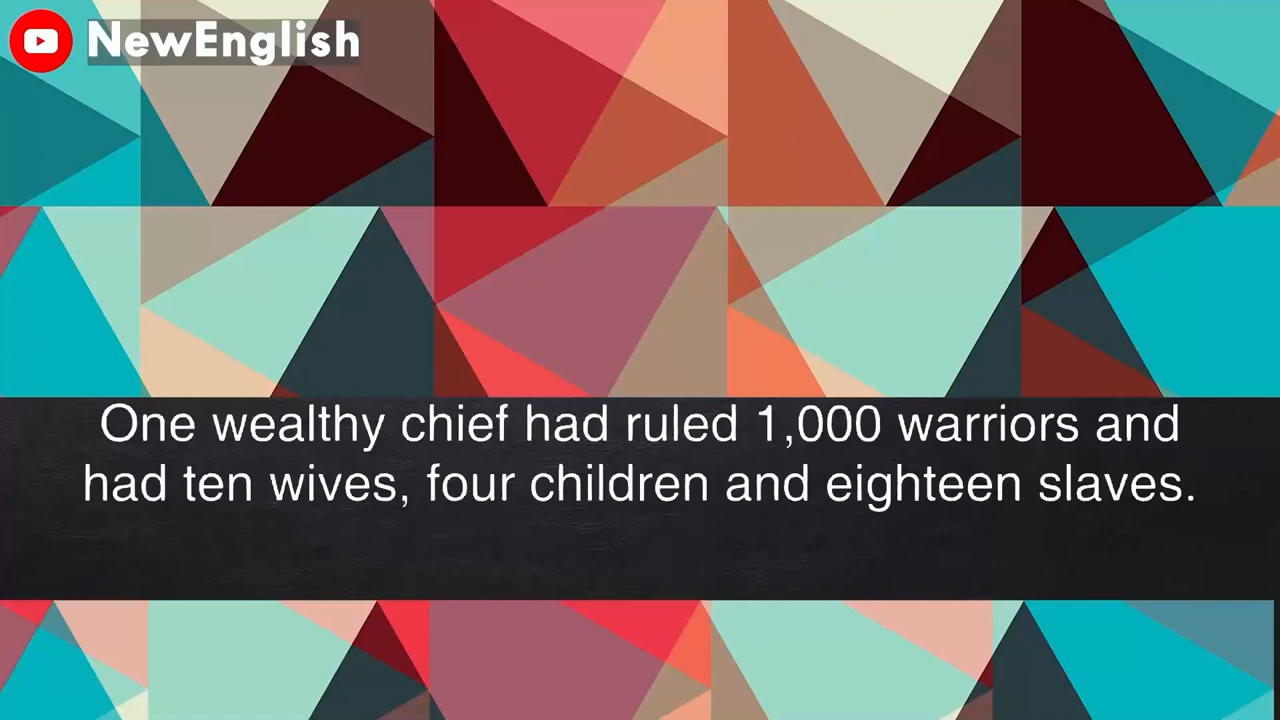 NewEnglish
One wealthy chief had ruled 1,000 warriors and
had ten wives, four children and eighteen slaves.